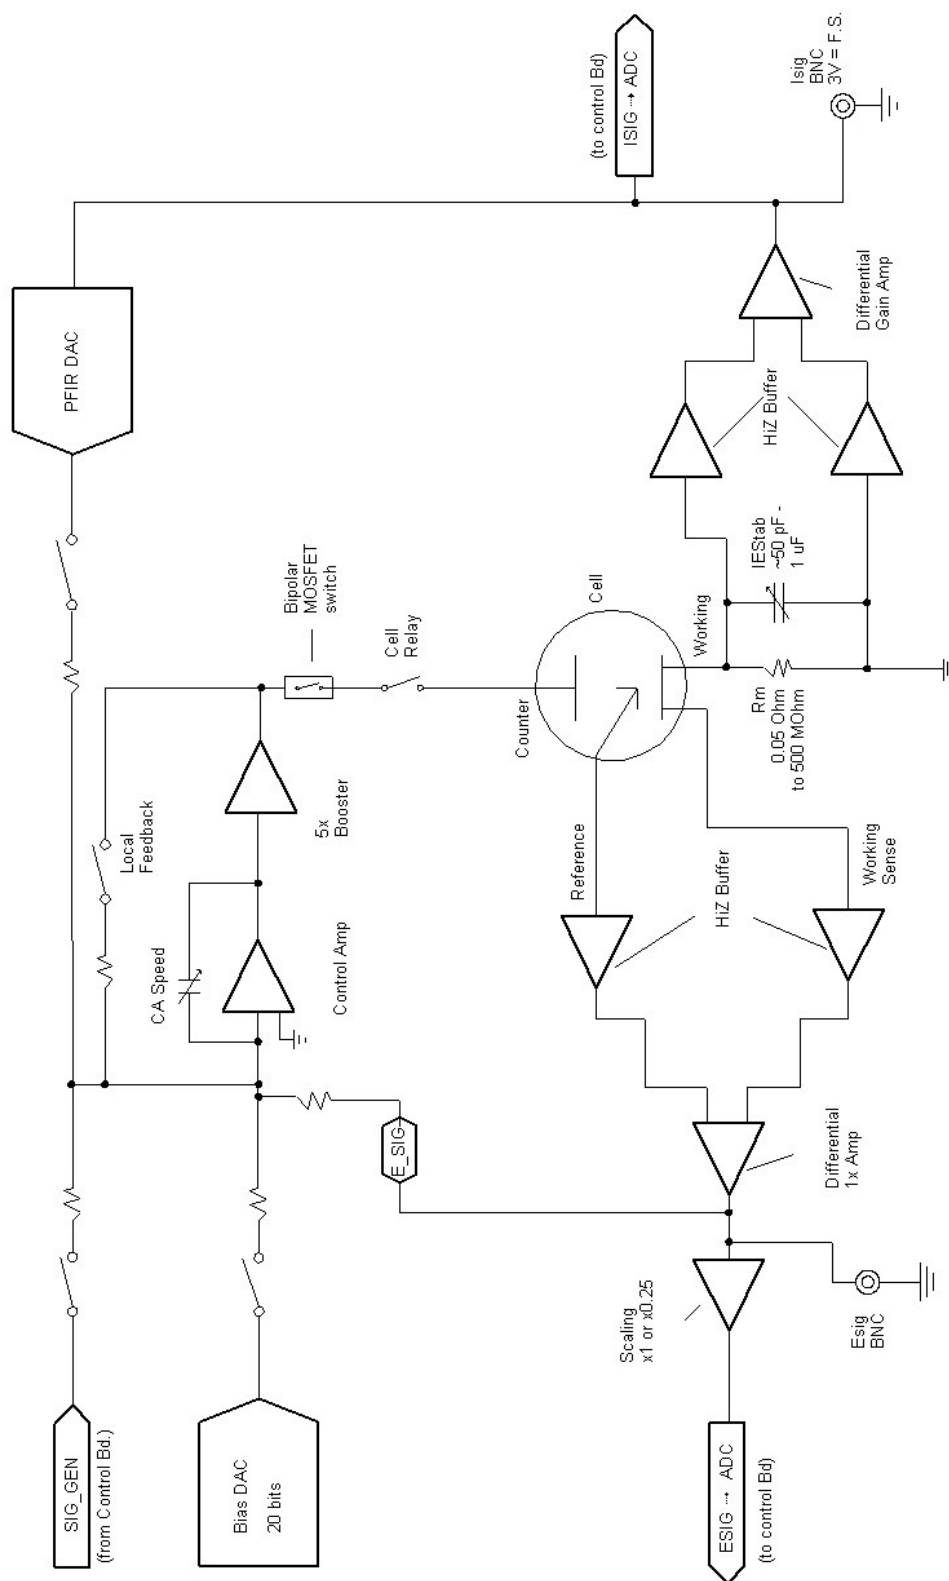 SIG_GEN
(from Control Bd.)
Bias DAC
20 bits
PFIR DAC
Local
Feedback
CA Speed
Control Amp
5x
Booster
Bipolar
MOSFET
switch
Cell
Relay
E_SIG
Counter
Cell
Reference
Working
Working
Sense
HiZ Buffer
Differential
1x Amp
Scaling
x1 or x0.25
Esig
BNC
ESIG → ADC
(to control Bd)
Rm
0.05 Ohm
to 500 MOhm
IEStab
~50 pF -
1 uF
HiZ Buffer
Differential
Gain Amp
(to control Bd)
ISIG → ADC
Isig
BNC
3V = F.S.